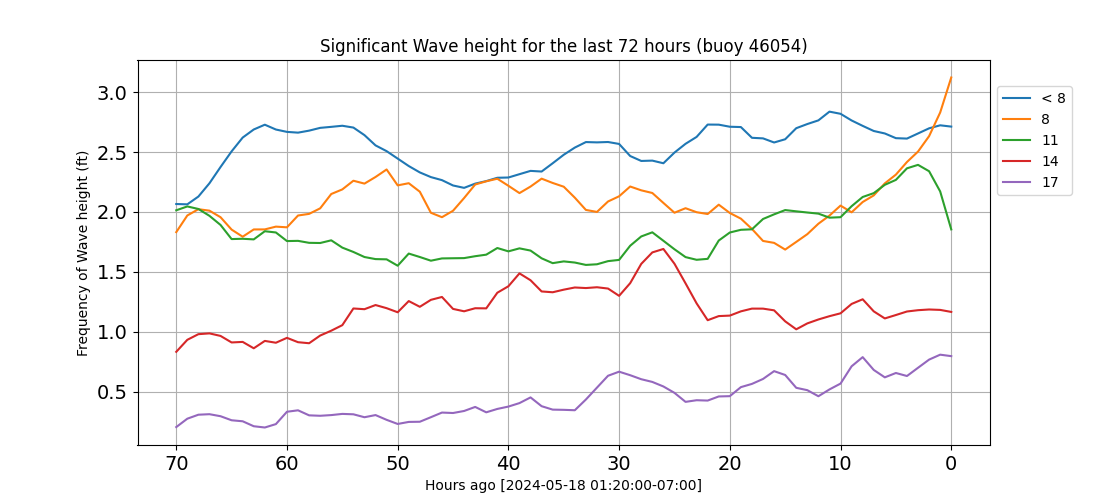 Significant Wave height for the last 72 hours (buoy 46054)
Frequency of Wave height (ft)
3.0
2.5
2.0
1.5
1.0
0.5
70 60 50 40 30 20 10 0
Hours ago [2024-05-18 01:20:00-07:00]
< 8
8
11
14
17